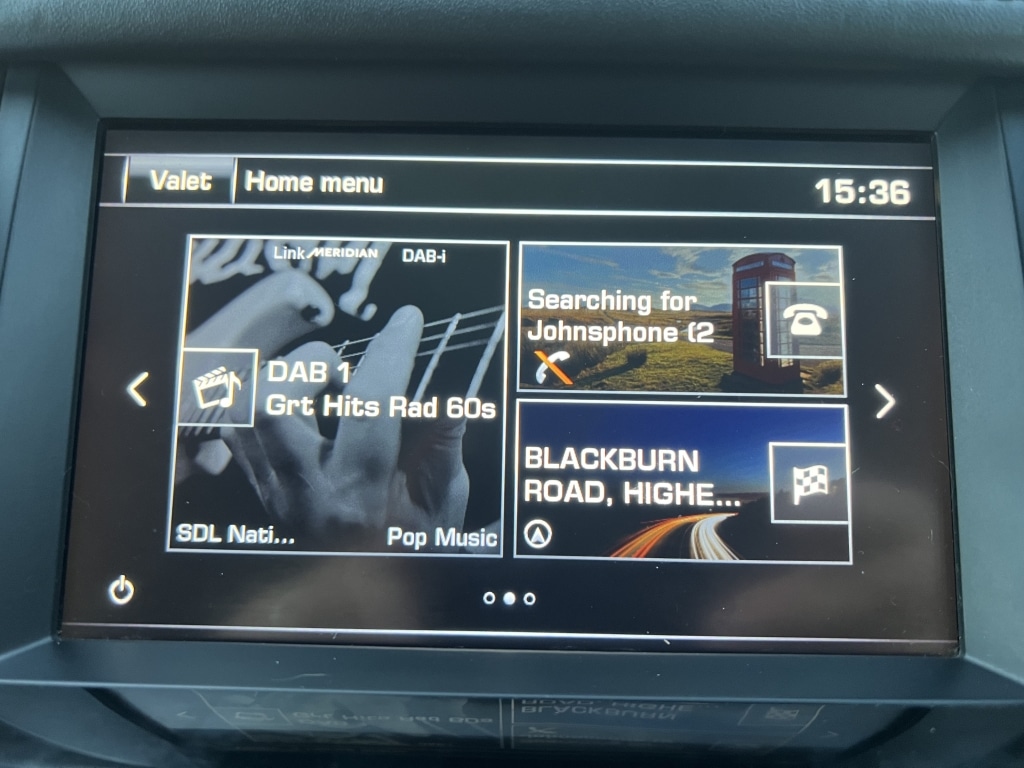 Valet Home menu 15:36
Link MERIDIAN DAB-i
DAB 1
Grt Hits Rad 60s
SDL Nati... Pop Music
Searching for
Johnsphone (2
BLACKBURN
ROAD, HIGHE...